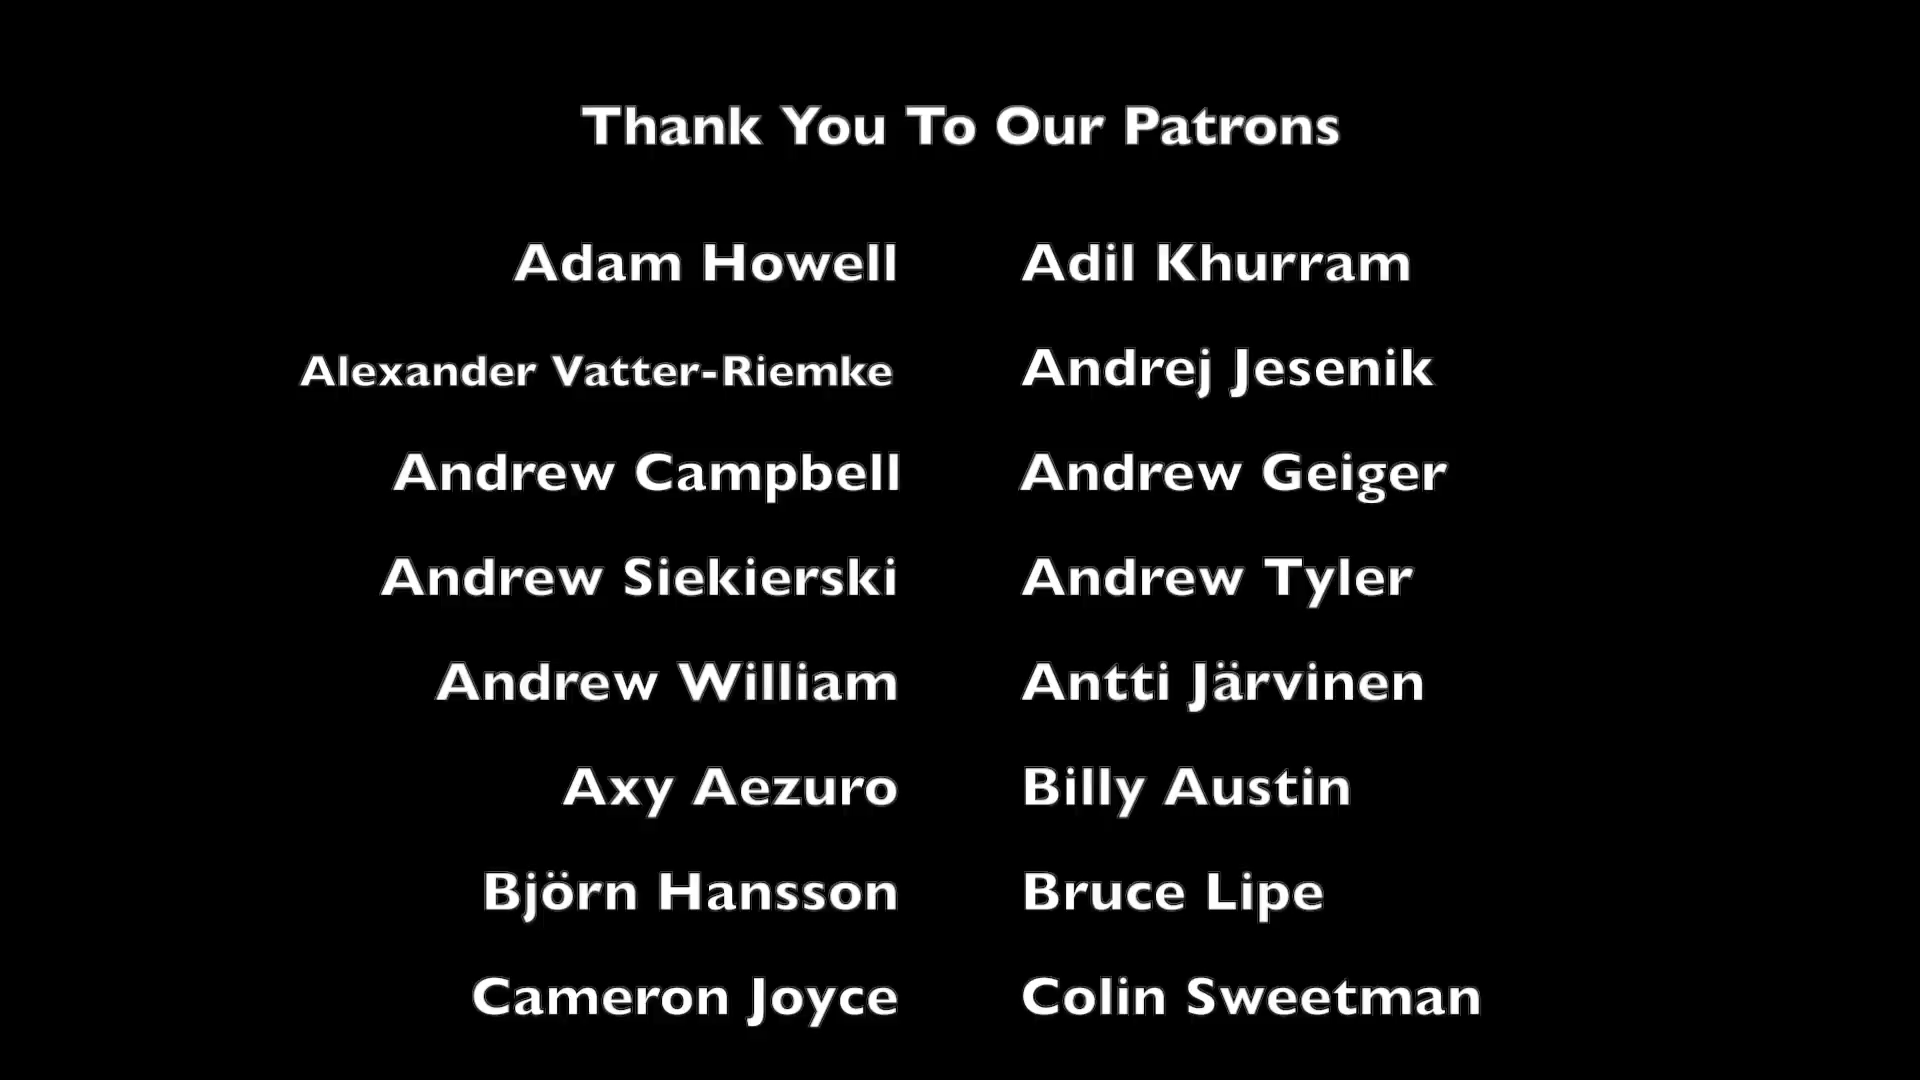 Thank You To Our Patrons
Adam Howell Adil Khurram
Alexander Vatter-Riemke Andrej Jesenik
Andrew Campbell Andrew Geiger
Andrew Siekierski Andrew Tyler
Andrew William Antti Järvinen
Axy Aezuro Billy Austin
Björn Hansson Bruce Lipe
Cameron Joyce Colin Sweetman